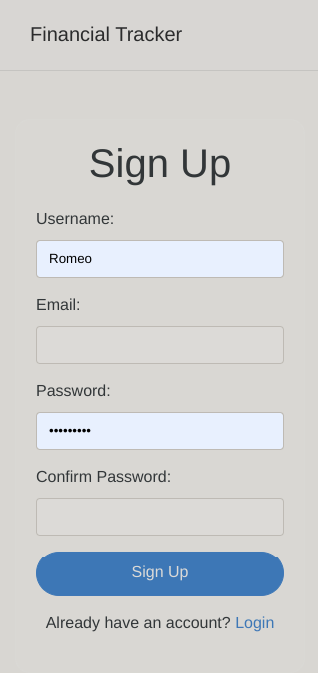 Financial Tracker
Sign Up
Username:
Romeo
Email:
Password:
•••••••••
Confirm Password:
Sign Up
Already have an account? Login